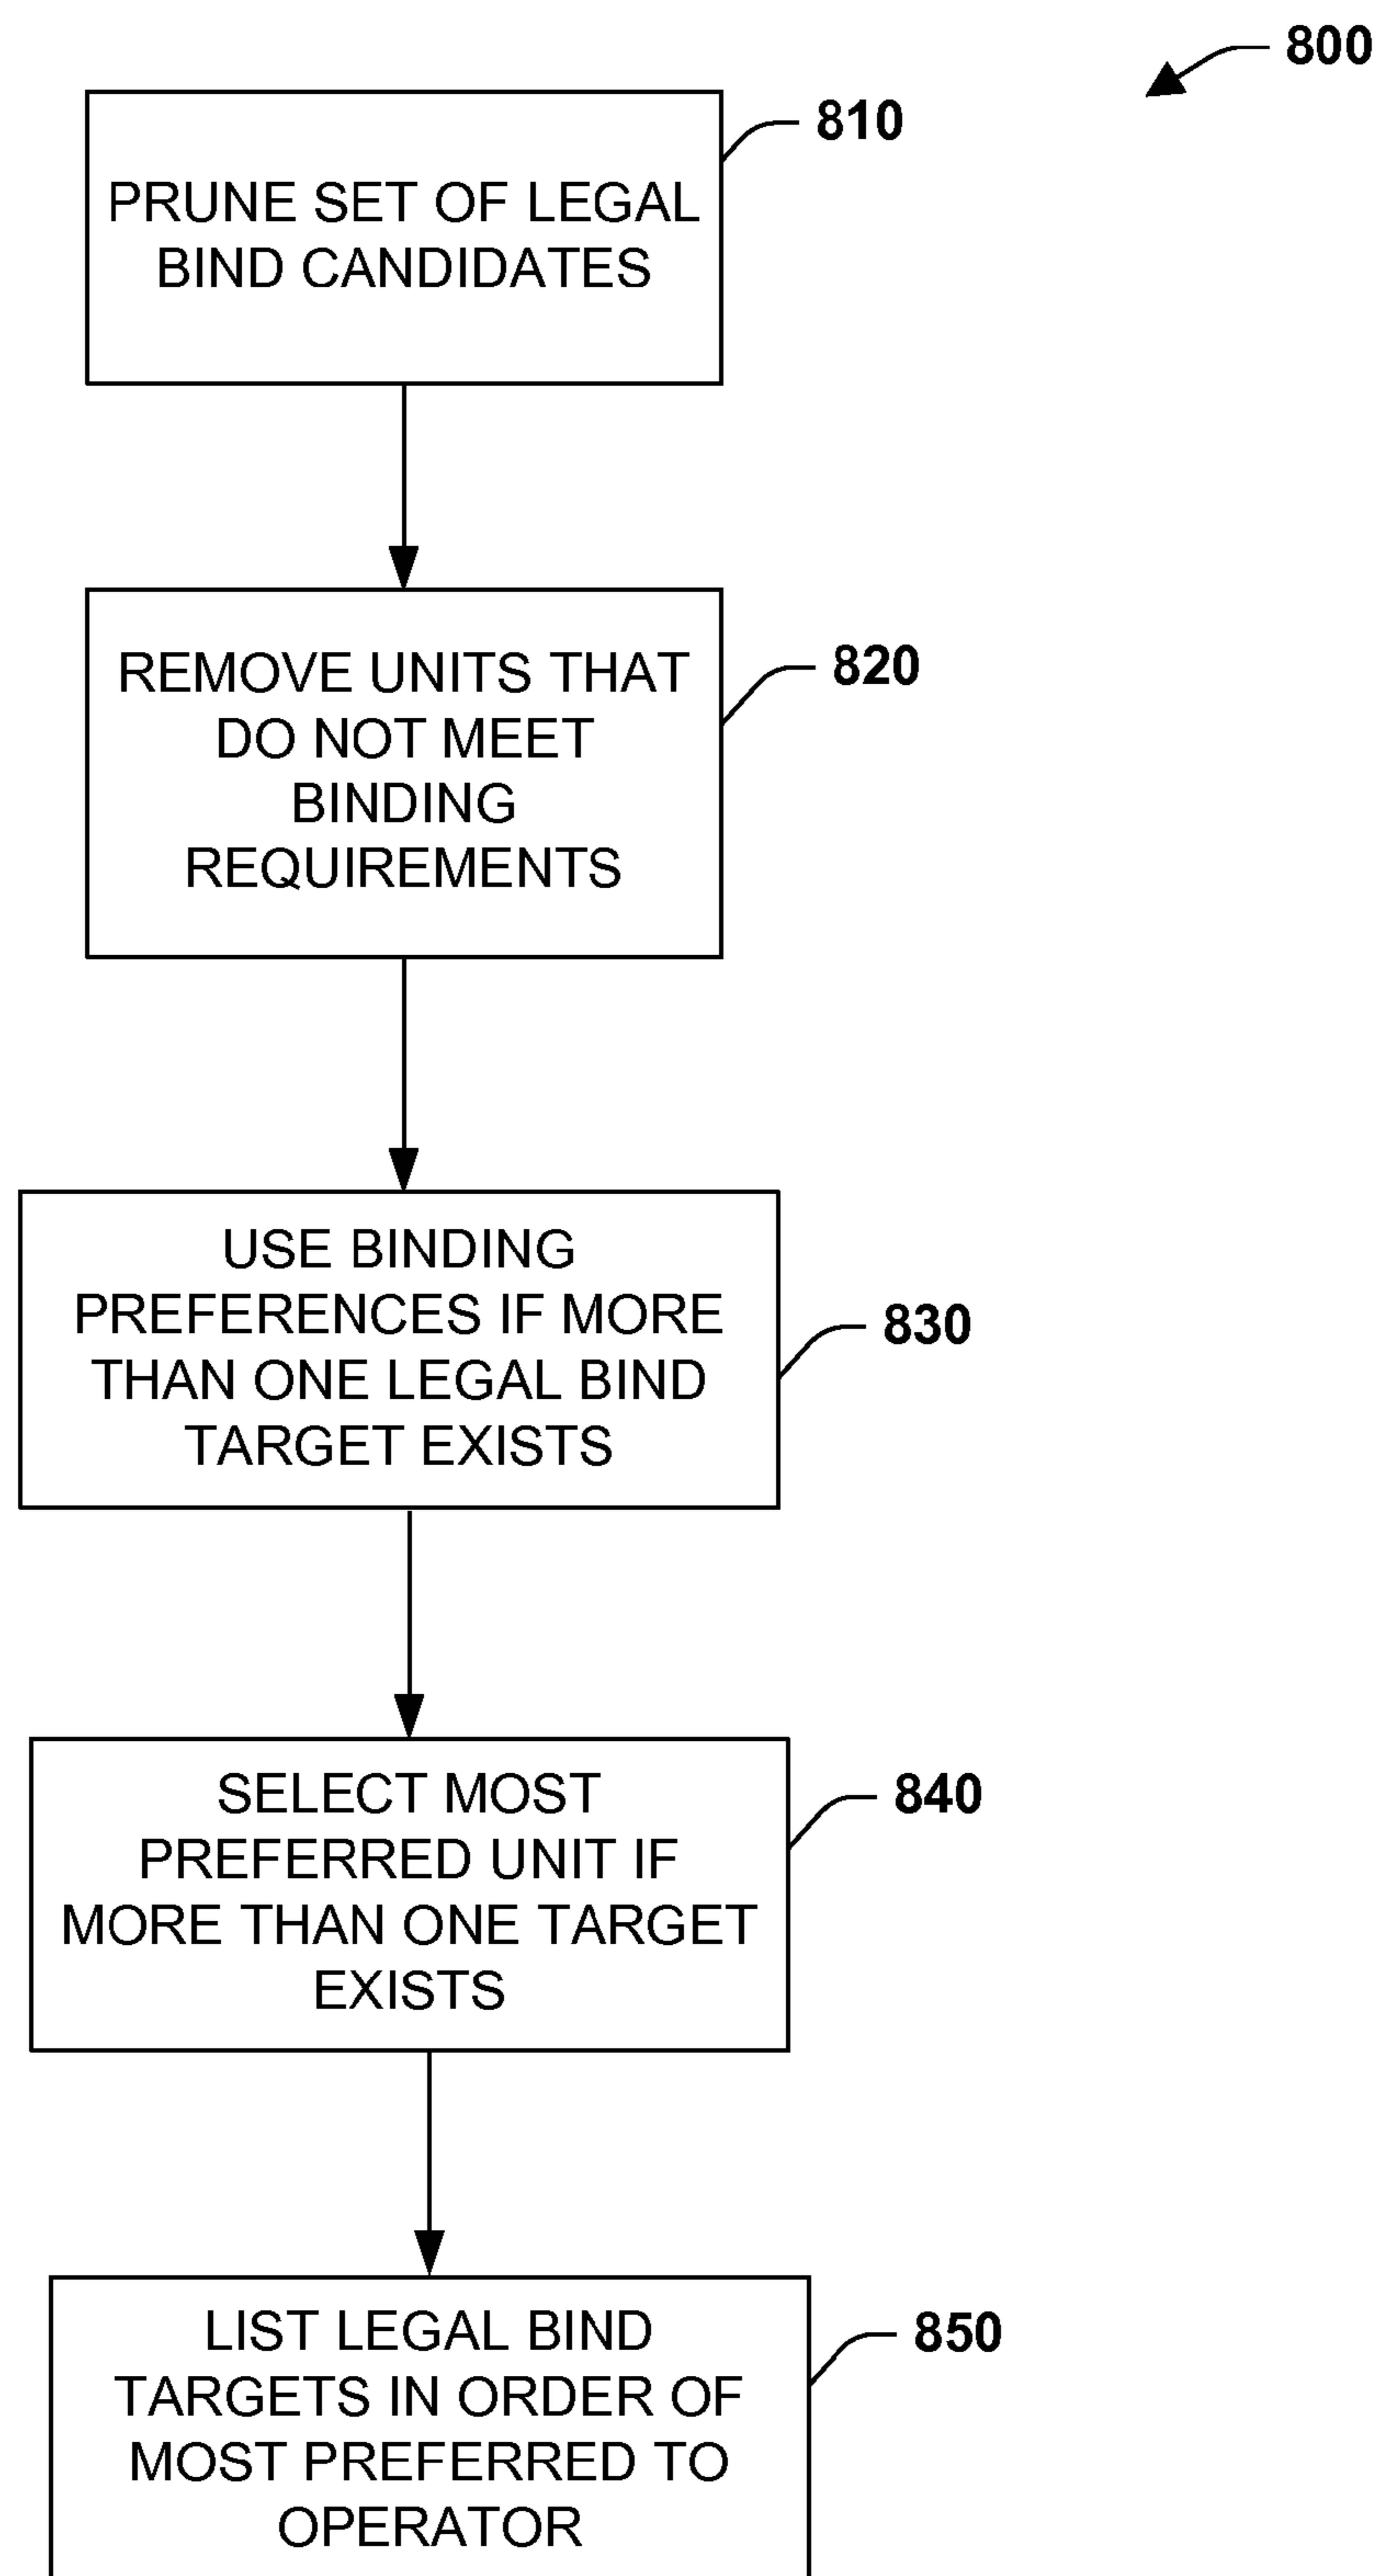 800
810
PRUNE SET OF LEGAL
BIND CANDIDATES
820
REMOVE UNITS THAT
DO NOT MEET
BINDING
REQUIREMENTS
USE BINDING
PREFERENCES IF MORE
THAN ONE LEGAL BIND
TARGET EXISTS
830
SELECT MOST
PREFERRED UNIT IF
MORE THAN ONE TARGET
EXISTS
840
LIST LEGAL BIND
TARGETS IN ORDER OF
MOST PREFERRED TO
OPERATOR
850